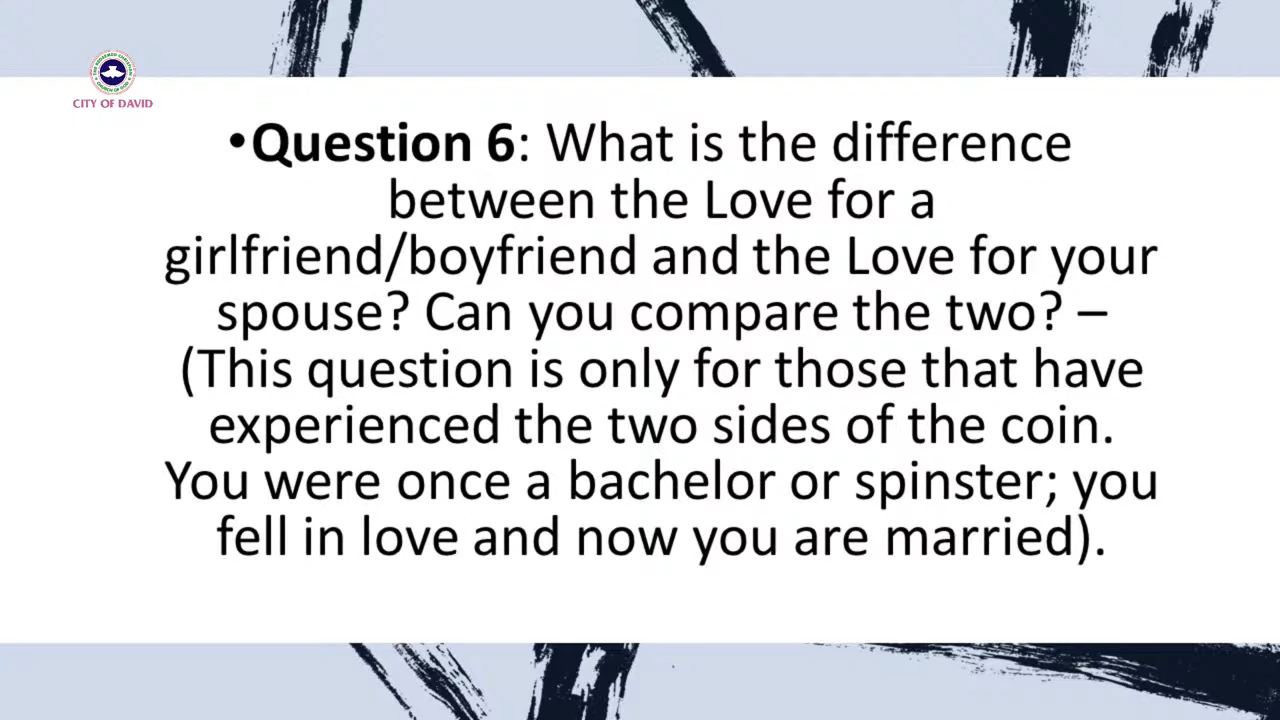 CITY OF DAVID
•Question 6: What is the difference
between the Love for a
girlfriend/boyfriend and the Love for your
spouse? Can you compare the two? –
(This question is only for those that have
experienced the two sides of the coin.
You were once a bachelor or spinster; you
fell in love and now you are married).